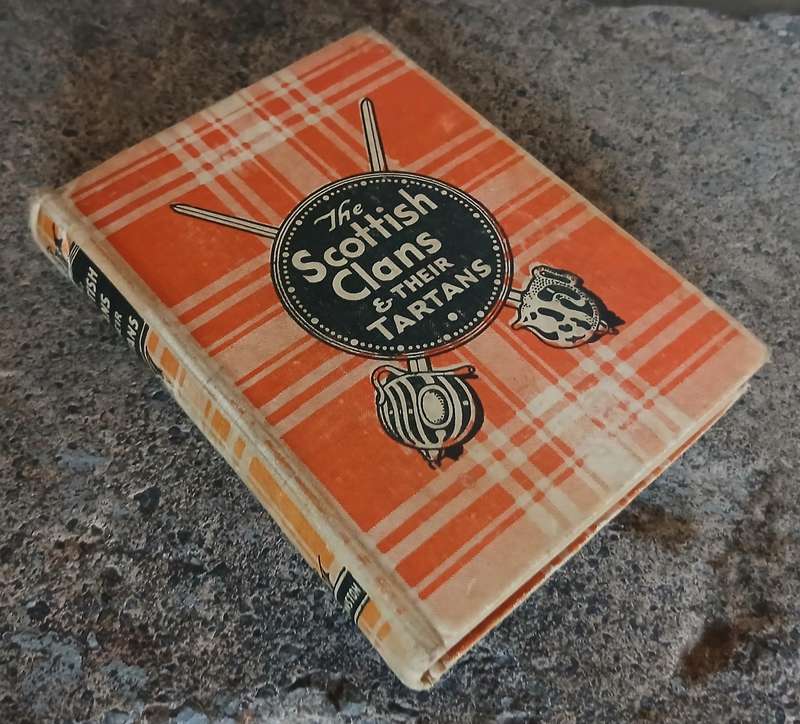 The
Scottish
Clans
& THEIR
TARTANS